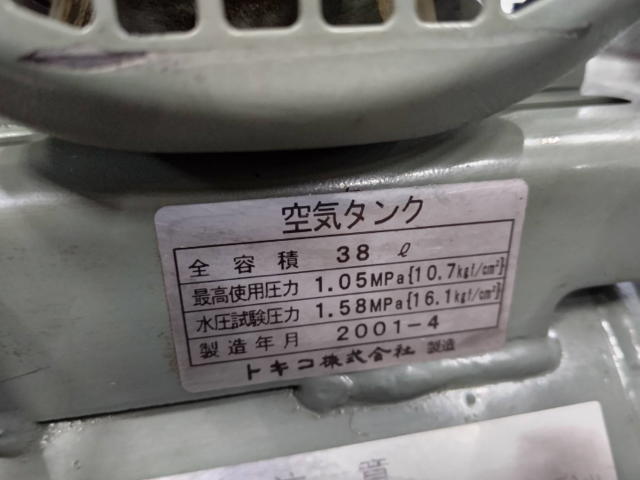 空気タンク
全容積 38 ℓ
最高使用圧力 1.05MPa{10.7kgf/cm²}
水圧試験圧力 1.58MPa{16.1kgf/cm²}
製造年月 2001-4
トキコ株式会社 製造
注意